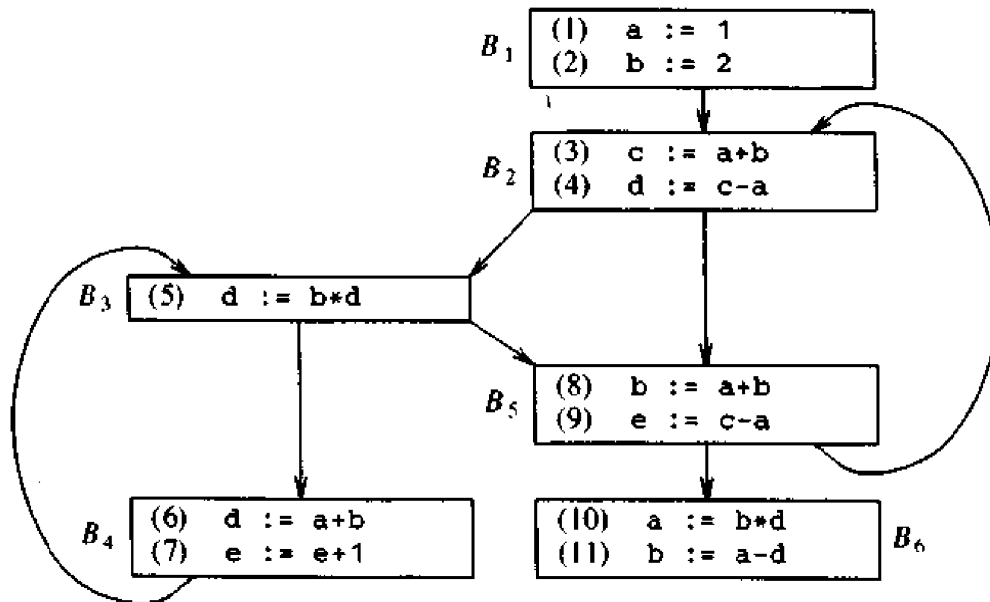 B1
(1) a := 1
(2) b := 2
B2
(3) c := a+b
(4) d := c-a
B3
(5) d := b*d
B5
(8) b := a+b
(9) e := c-a
B4
(6) d := a+b
(7) e := e+1
(10) a := b*d
(11) b := a-d
B6